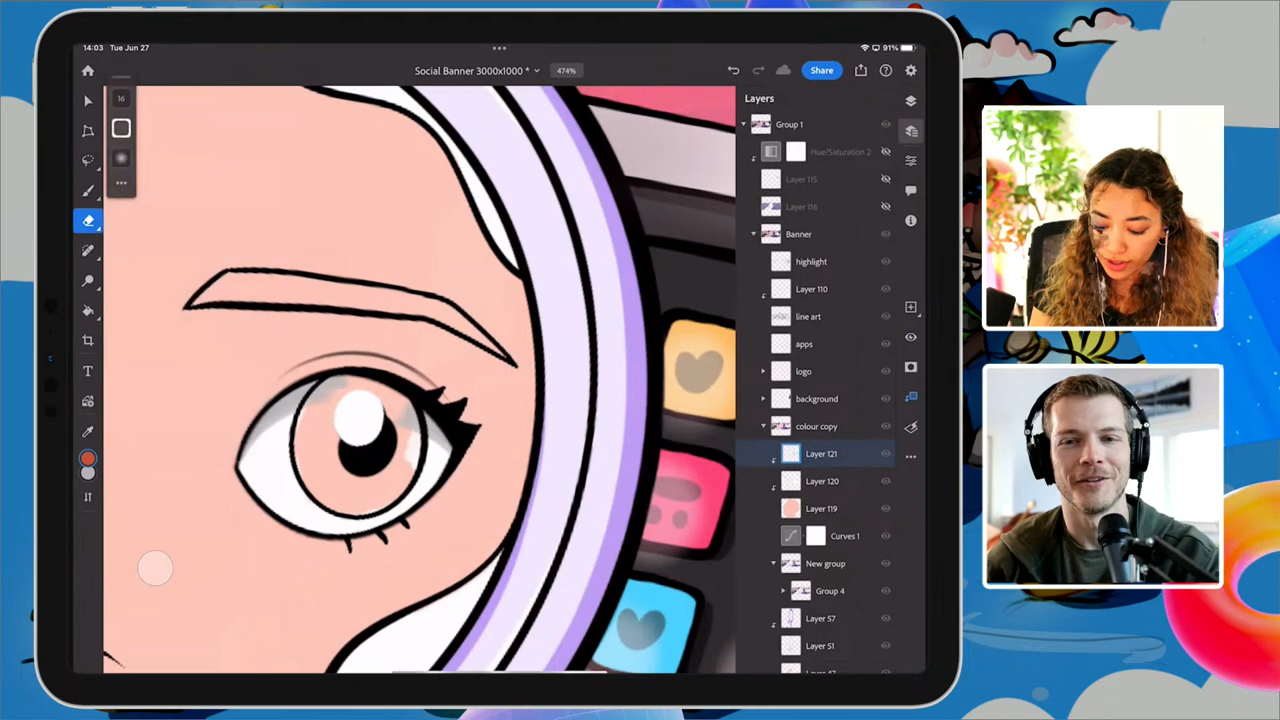 14:03 Tue Jun 27
91%
Social Banner 3000x1000 *
474%
Share
16
Layers
Group 1
Hue/Saturation 2
Layer 115
Layer 116
Banner
highlight
Layer 110
line art
apps
logo
background
colour copy
Layer 121
Layer 120
Layer 119
Curves 1
New group
Group 4
Layer 57
Layer 51
T